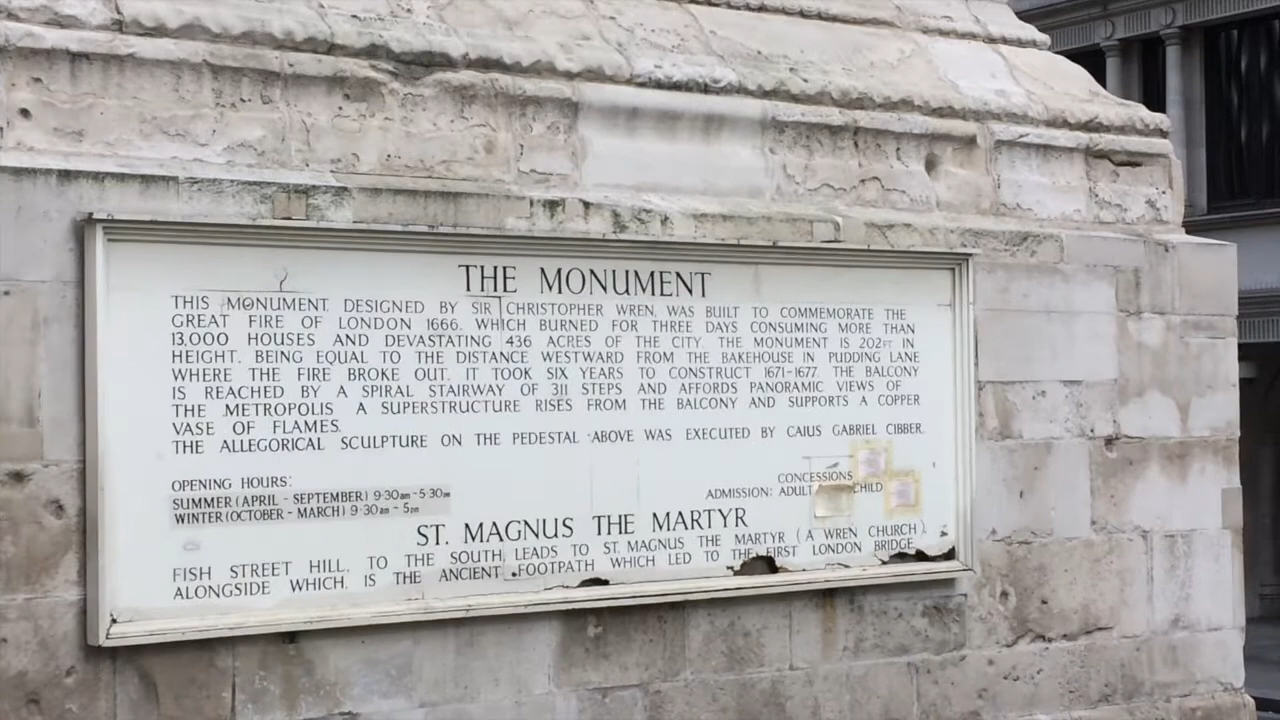 THE MONUMENT
THIS MONUMENT, DESIGNED BY SIR CHRISTOPHER WREN, WAS BUILT TO COMMEMORATE THE
GREAT FIRE OF LONDON 1666. WHICH BURNED FOR THREE DAYS CONSUMING MORE THAN
13,000 HOUSES AND DEVASTATING 436 ACRES OF THE CITY. THE MONUMENT IS 202FT IN
HEIGHT. BEING EQUAL TO THE DISTANCE WESTWARD FROM THE BAKEHOUSE IN PUDDING LANE
WHERE THE FIRE BROKE OUT. IT TOOK SIX YEARS TO CONSTRUCT 1671-1677. THE BALCONY
IS REACHED BY A SPIRAL STAIRWAY OF 311 STEPS AND AFFORDS PANORAMIC VIEWS OF
THE METROPOLIS A SUPERSTRUCTURE RISES FROM THE BALCONY AND SUPPORTS A COPPER
VASE OF FLAMES.
THE ALLEGORICAL SCULPTURE ON THE PEDESTAL ABOVE WAS EXECUTED BY CAIUS GABRIEL CIBBER.
OPENING HOURS:
SUMMER (APRIL - SEPTEMBER) 9·30am - 5·30pm
WINTER (OCTOBER - MARCH) 9·30am - 5pm
CONCESSIONS
ADMISSION: ADULT CHILD
ST. MAGNUS THE MARTYR
FISH STREET HILL, TO THE SOUTH, LEADS TO ST. MAGNUS THE MARTYR (A WREN CHURCH),
ALONGSIDE WHICH, IS THE ANCIENT FOOTPATH WHICH LED TO THE FIRST LONDON BRIDGE.